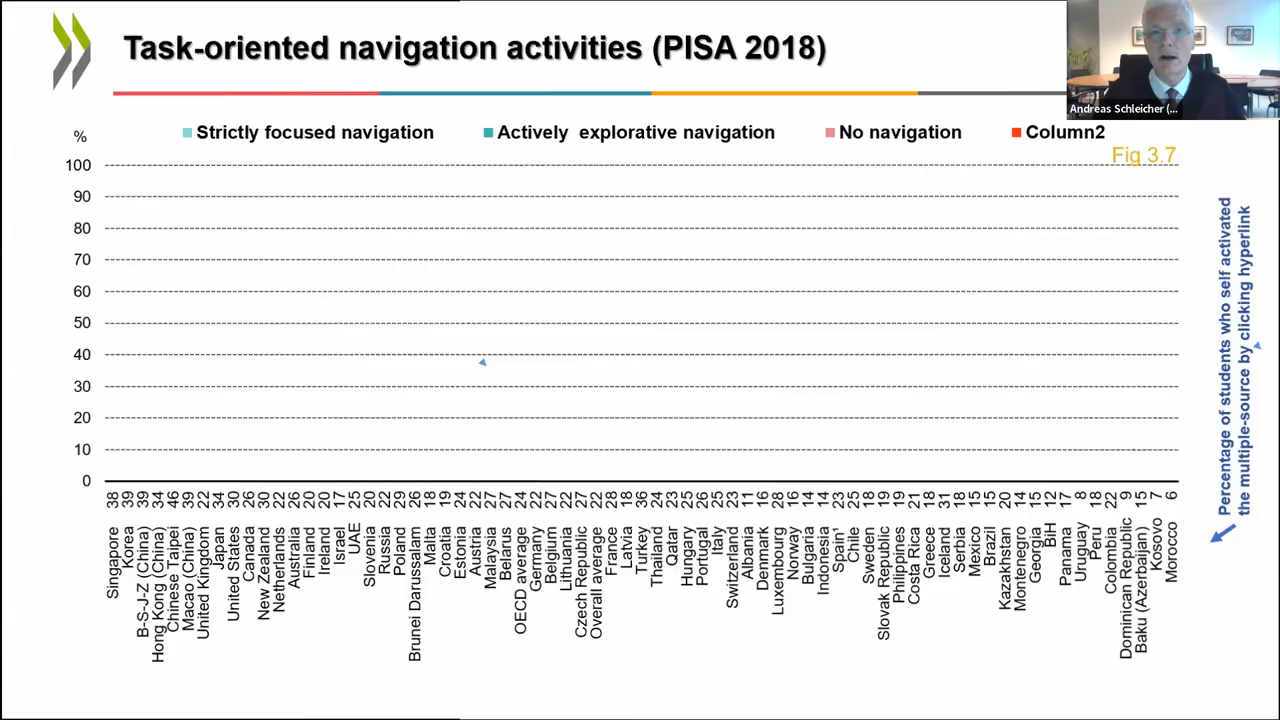 Task-oriented navigation activities (PISA 2018)
Andreas Schleicher (...
%
Strictly focused navigation
Actively explorative navigation
No navigation
Column2
Fig 3.7
100
90
80
70
60
50
40
30
20
10
0
Singapore 38
Korea 39
B-S-J-Z (China) 39
Hong Kong (China) 34
Chinese Taipei 46
Macao (China) 39
United Kingdom 22
Japan 34
United States 30
Canada 26
New Zealand 30
Netherlands 22
Australia 26
Finland 20
Ireland 20
Israel 17
UAE 25
Slovenia 20
Russia 22
Poland 29
Brunei Darussalam 26
Malta 18
Croatia 19
Estonia 24
Austria 22
Malaysia 27
Belarus 27
OECD average 24
Germany 22
Belgium 27
Lithuania 22
Czech Republic 27
Overall average 22
France 28
Latvia 18
Turkey 36
Thailand 24
Qatar 23
Hungary 25
Portugal 26
Italy 25
Switzerland 23
Albania 11
Denmark 16
Luxembourg 28
Norway 16
Bulgaria 14
Indonesia 14
Spain¹ 23
Chile 25
Sweden 18
Slovak Republic 19
Philippines 19
Costa Rica 21
Greece 18
Iceland 31
Serbia 18
Mexico 15
Brazil 15
Kazakhstan 20
Montenegro 14
Georgia 15
BiH 12
Panama 17
Uruguay 8
Peru 18
Colombia 22
Dominican Republic 9
Baku (Azerbaijan) 15
Kosovo 7
Morocco 6
Percentage of students who self activated
the multiple-source by clicking hyperlink